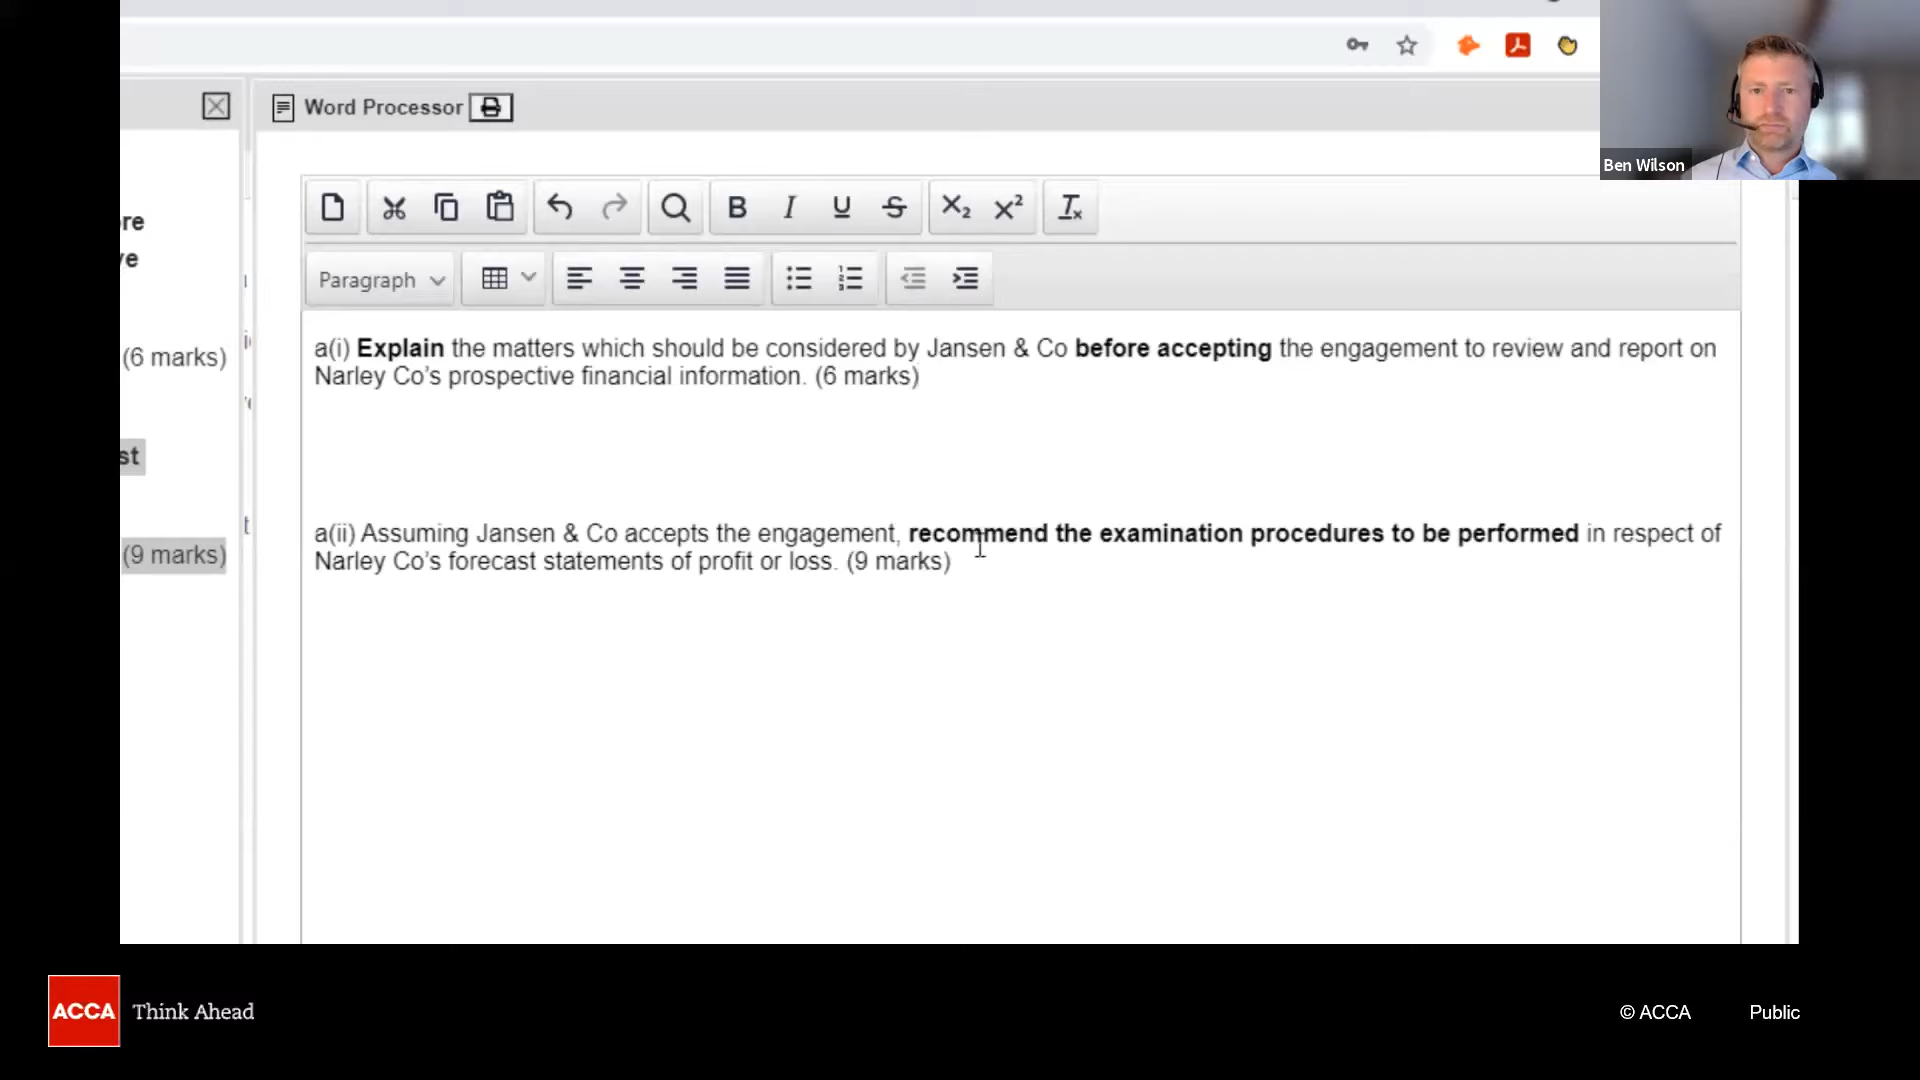 Word Processor
Ben Wilson
re
ve
(6 marks)
st
(9 marks)
Paragraph
a(i) Explain the matters which should be considered by Jansen & Co before accepting the engagement to review and report on
Narley Co’s prospective financial information. (6 marks)
a(ii) Assuming Jansen & Co accepts the engagement, recommend the examination procedures to be performed in respect of
Narley Co’s forecast statements of profit or loss. (9 marks)
ACCA
Think Ahead
© ACCA
Public